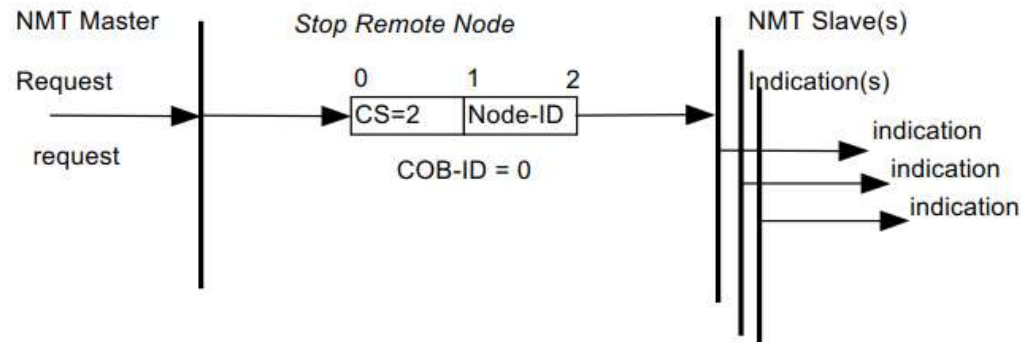 NMT Master
Stop Remote Node
NMT Slave(s)
Request
0 1 2
Indication(s)
CS=2 Node-ID
request
COB-ID = 0
indication
indication
indication